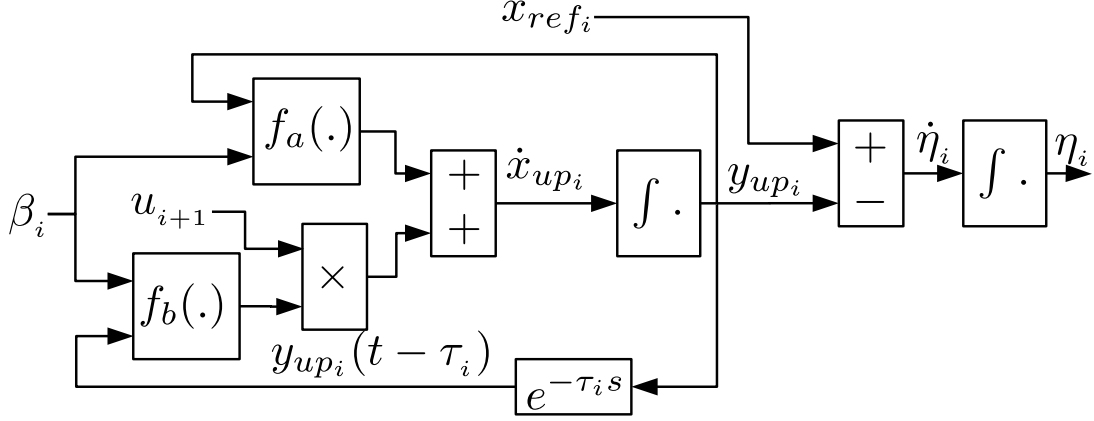 x_{ref_i}
f_a(.)
β_i
u_{i+1}
f_b(.)
×
+
+
ẋ_{up_i}
∫ .
y_{up_i}
+
−
η̇_i
∫ .
η_i
y_{up_i}(t − τ_i)
e^{−τ_i s}